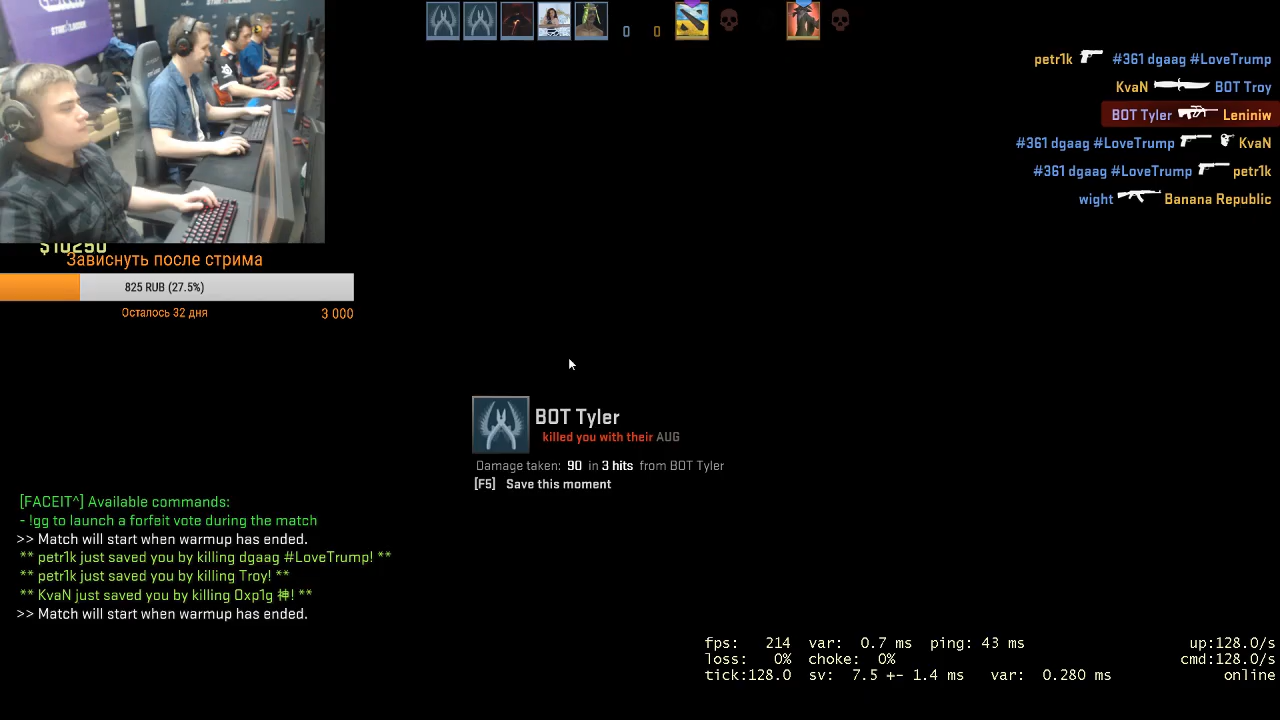 0 0
petr1k #361 dgaag #LoveTrump
KvaN BOT Troy
BOT Tyler Leniniw
#361 dgaag #LoveTrump KvaN
#361 dgaag #LoveTrump petr1k
wight Banana Republic
$10250
Зависнуть после стрима
825 RUB (27.5%)
Осталось 32 дня 3 000
BOT Tyler
killed you with their AUG
Damage taken: 90 in 3 hits from BOT Tyler
[F5] Save this moment
[FACEIT^] Available commands:
- !gg to launch a forfeit vote during the match
>> Match will start when warmup has ended.
** petr1k just saved you by killing dgaag #LoveTrump! **
** petr1k just saved you by killing Troy! **
** KvaN just saved you by killing 0xp1g 神! **
>> Match will start when warmup has ended.
fps: 214 var: 0.7 ms ping: 43 ms up:128.0/s
loss: 0% choke: 0% cmd:128.0/s
tick:128.0 sv: 7.5 +- 1.4 ms var: 0.280 ms online